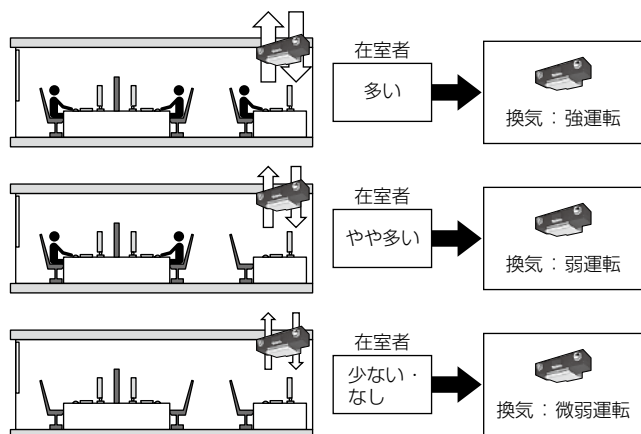 在室者
多い
換気：強運転
在室者
やや多い
換気：弱運転
在室者
少ない・
なし
換気：微弱運転